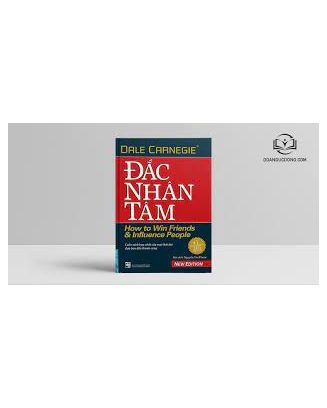 DALE CARNEGIE
ĐẮC
NHÂN
TÂM
How to Win Friends
& Influence People
NEW EDITION
DOANDUCDONG.COM